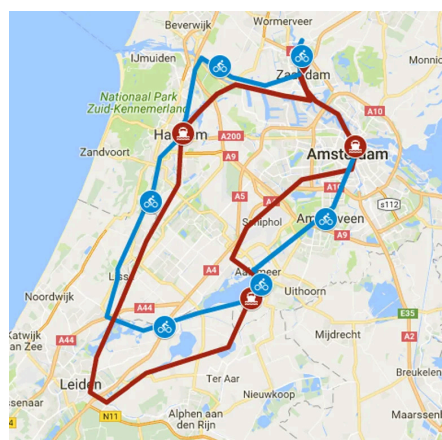 Beverwijk
Wormerveer
IJmuiden
Zaandam
Monni
Nationaal Park
Zuid-Kennemerland
A10
Haarlem
A200
Zandvoort
A9
Amsterdam
A10
A5
s112
Schiphol
Amstelveen
A9
Lisse
A4
Aalsmeer
Noordwijk
Uithoorn
A44
E35
Katwijk
aan Zee
A44
Mijdrecht
A2
Maarssen
Leiden
Ter Aar
Breukelen
Nieuwkoop
ssenaar
N11
Alphen aan
den Rijn